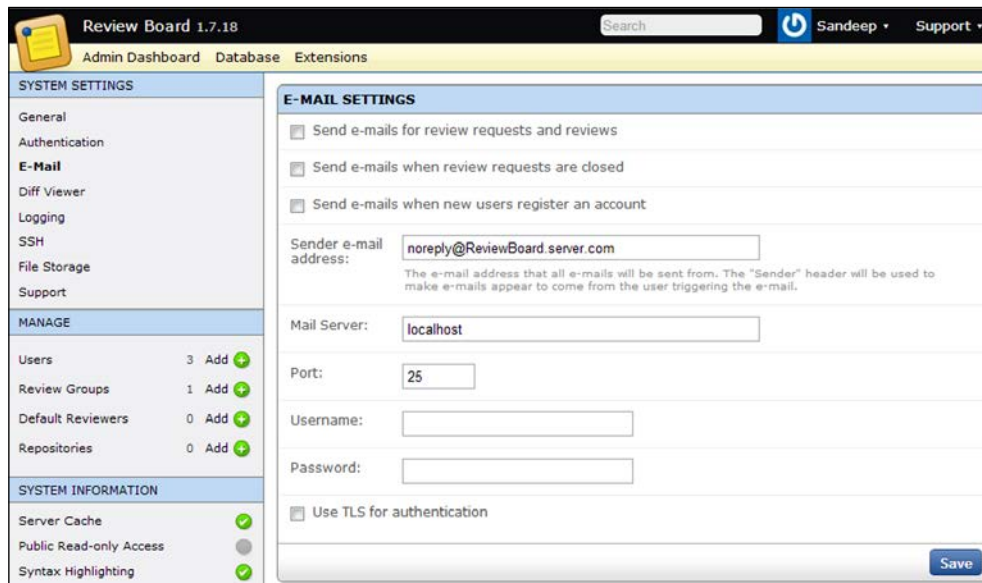 Review Board 1.7.18
Search
Sandeep
Support
Admin Dashboard Database Extensions
SYSTEM SETTINGS
General
Authentication
E-Mail
Diff Viewer
Logging
SSH
File Storage
Support
MANAGE
Users 3 Add
Review Groups 1 Add
Default Reviewers 0 Add
Repositories 0 Add
SYSTEM INFORMATION
Server Cache
Public Read-only Access
Syntax Highlighting
E-MAIL SETTINGS
Send e-mails for review requests and reviews
Send e-mails when review requests are closed
Send e-mails when new users register an account
Sender e-mail
address:
noreply@ReviewBoard.server.com
The e-mail address that all e-mails will be sent from. The "Sender" header will be used to
make e-mails appear to come from the user triggering the e-mail.
Mail Server: localhost
Port: 25
Username:
Password:
Use TLS for authentication
Save